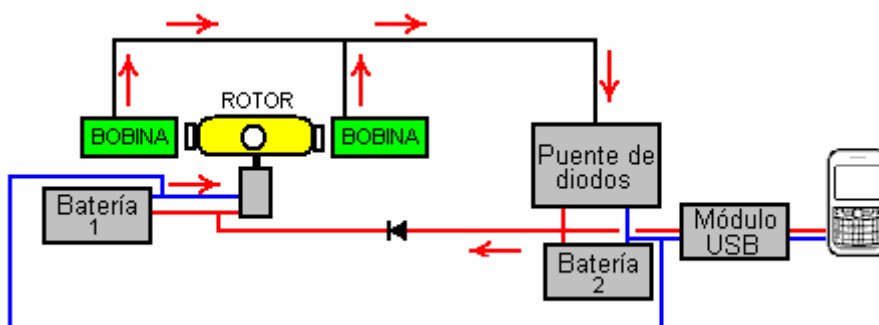 ROTOR
BOBINA
BOBINA
Puente de
diodos
Batería
1
Módulo
USB
Batería
2